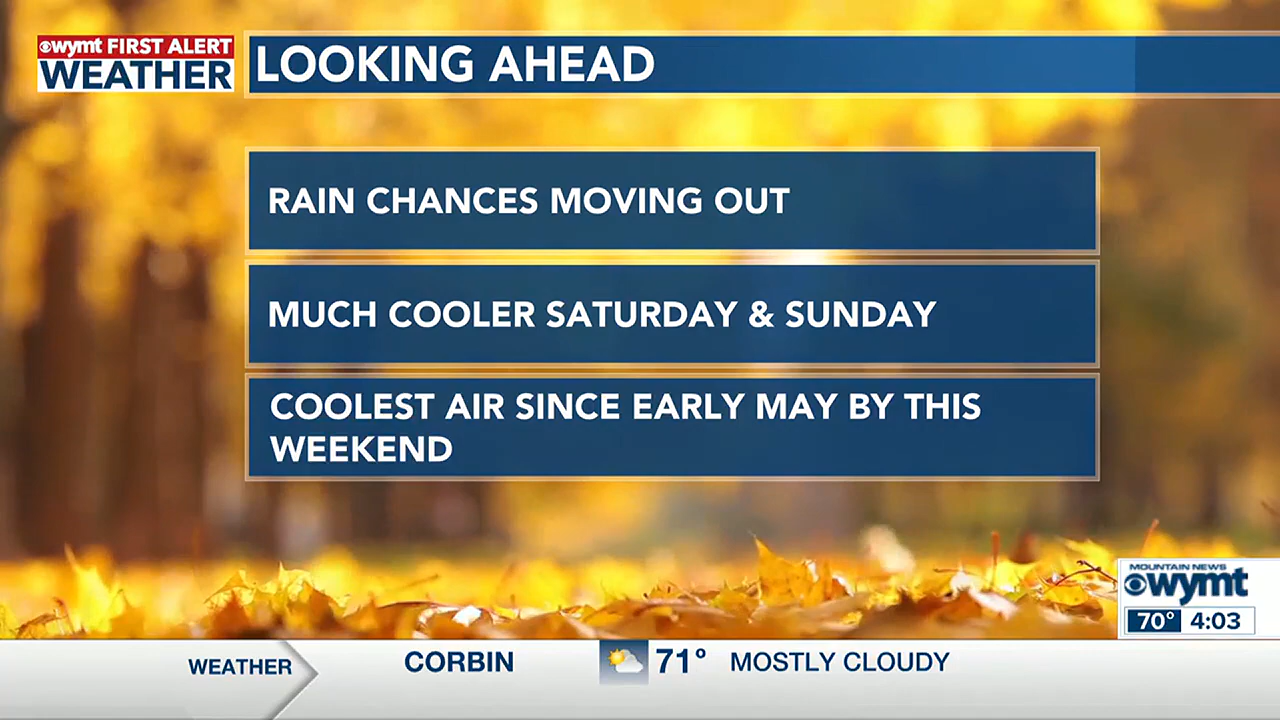 wymt FIRST ALERT
WEATHER
LOOKING AHEAD
RAIN CHANCES MOVING OUT
MUCH COOLER SATURDAY & SUNDAY
COOLEST AIR SINCE EARLY MAY BY THIS
WEEKEND
MOUNTAIN NEWS
wymt
70° 4:03
WEATHER CORBIN 71° MOSTLY CLOUDY